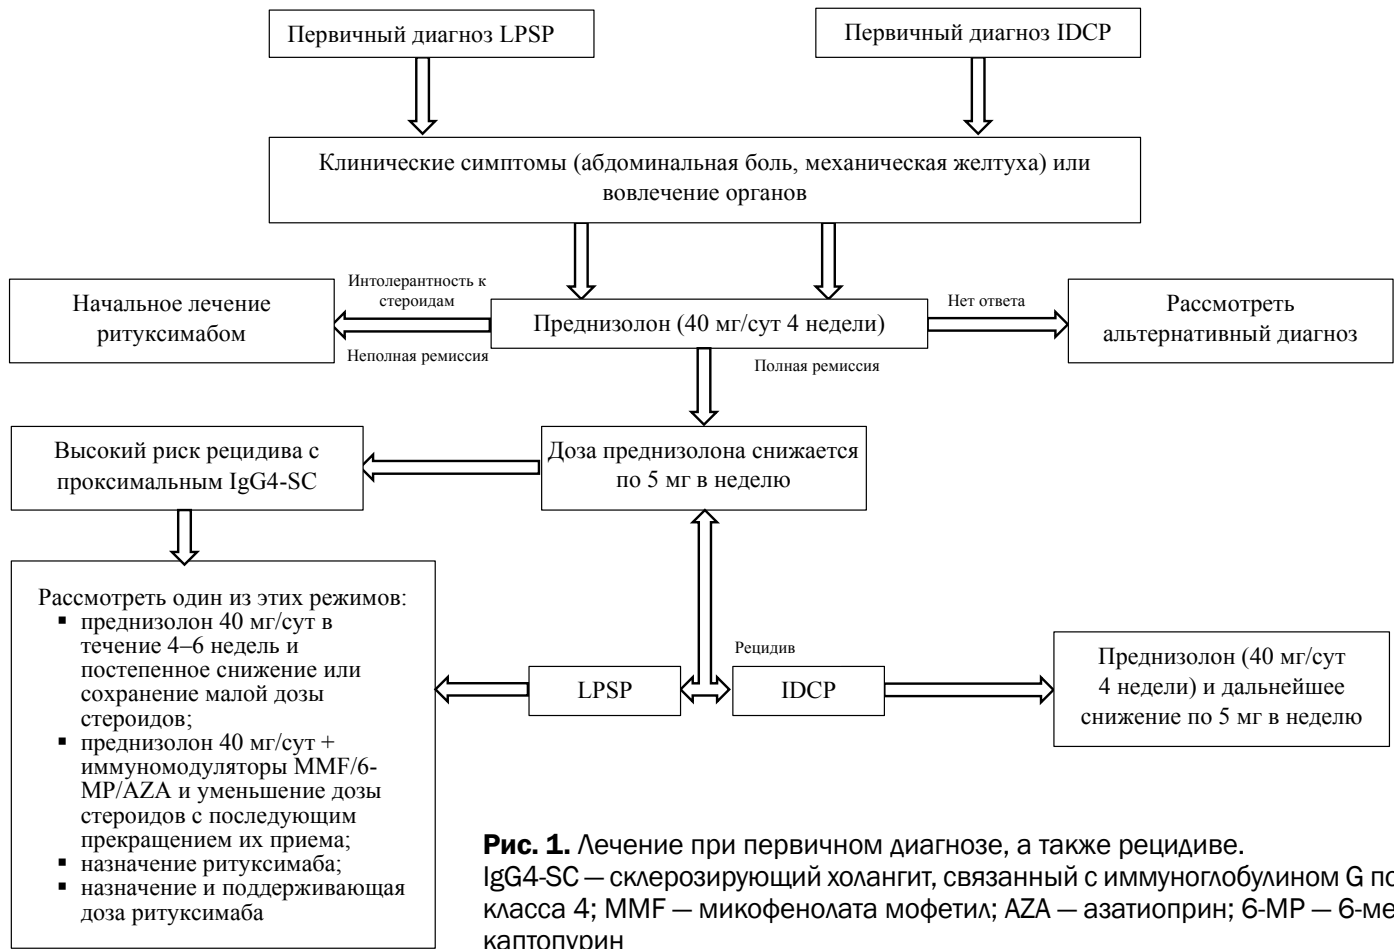 Первичный диагноз LPSP
Первичный диагноз IDCP
Клинические симптомы (абдоминальная боль, механическая желтуха) или
вовлечение органов
Начальное лечение
ритуксимабом
Интолерантность к
стероидам
Неполная ремиссия
Преднизолон (40 мг/сут 4 недели)
Нет ответа
Рассмотреть
альтернативный диагноз
Полная ремиссия
Высокий риск рецидива с
проксимальным IgG4-SC
Доза преднизолона снижается
по 5 мг в неделю
Рассмотреть один из этих режимов:
▪ преднизолон 40 мг/сут в
течение 4–6 недель и
постепенное снижение или
сохранение малой дозы
стероидов;
▪ преднизолон 40 мг/сут +
иммуномодуляторы MMF/6-
MP/AZA и уменьшение дозы
стероидов с последующим
прекращением их приема;
▪ назначение ритуксимаба;
▪ назначение и поддерживающая
доза ритуксимаба
Рецидив
LPSP
IDCP
Преднизолон (40 мг/сут
4 недели) и дальнейшее
снижение по 5 мг в неделю
Рис. 1. Лечение при первичном диагнозе, а также рецидиве.
IgG4-SC — склерозирующий холангит, связанный с иммуноглобулином G по
класса 4; MMF — микофенолата мофетил; AZA — азатиоприн; 6-MP — 6-ме
каптопурин